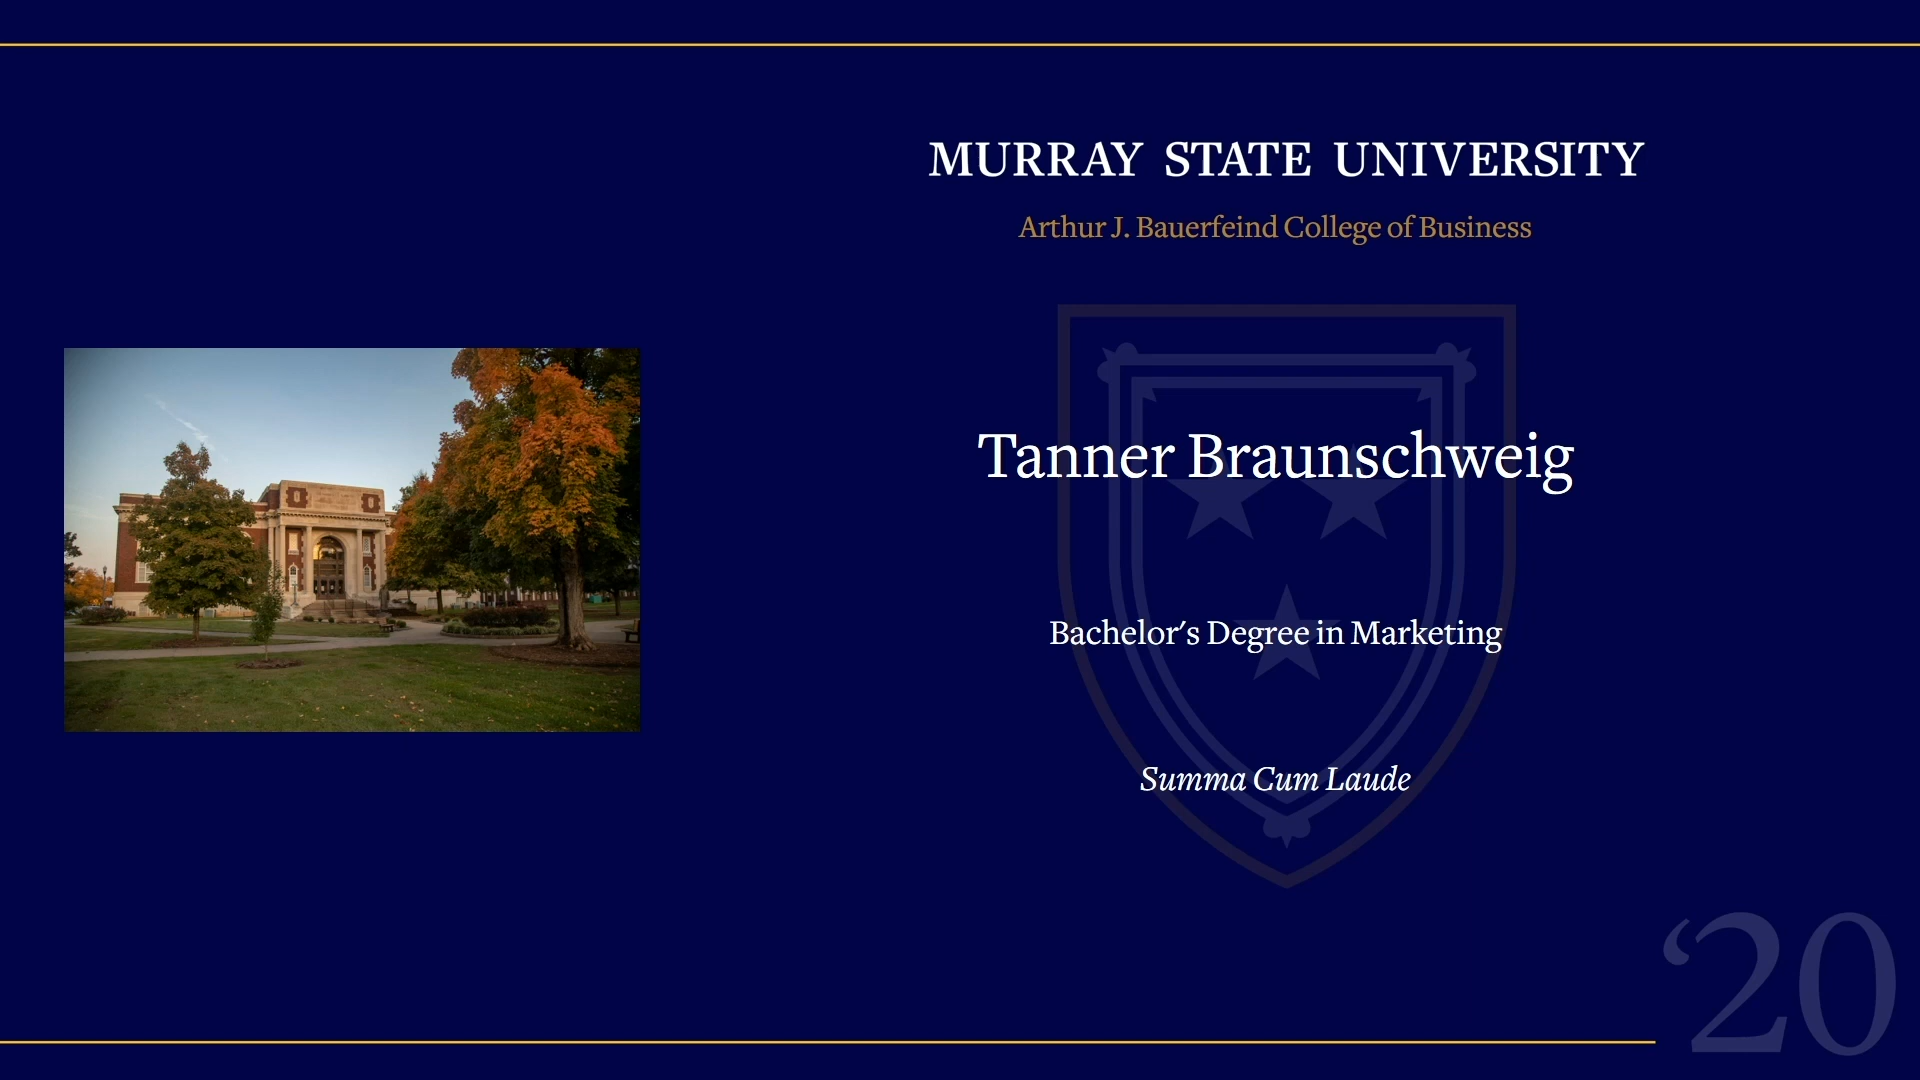 MURRAY STATE UNIVERSITY
Arthur J. Bauerfeind College of Business
Tanner Braunschweig
Bachelor's Degree in Marketing
Summa Cum Laude
‘20